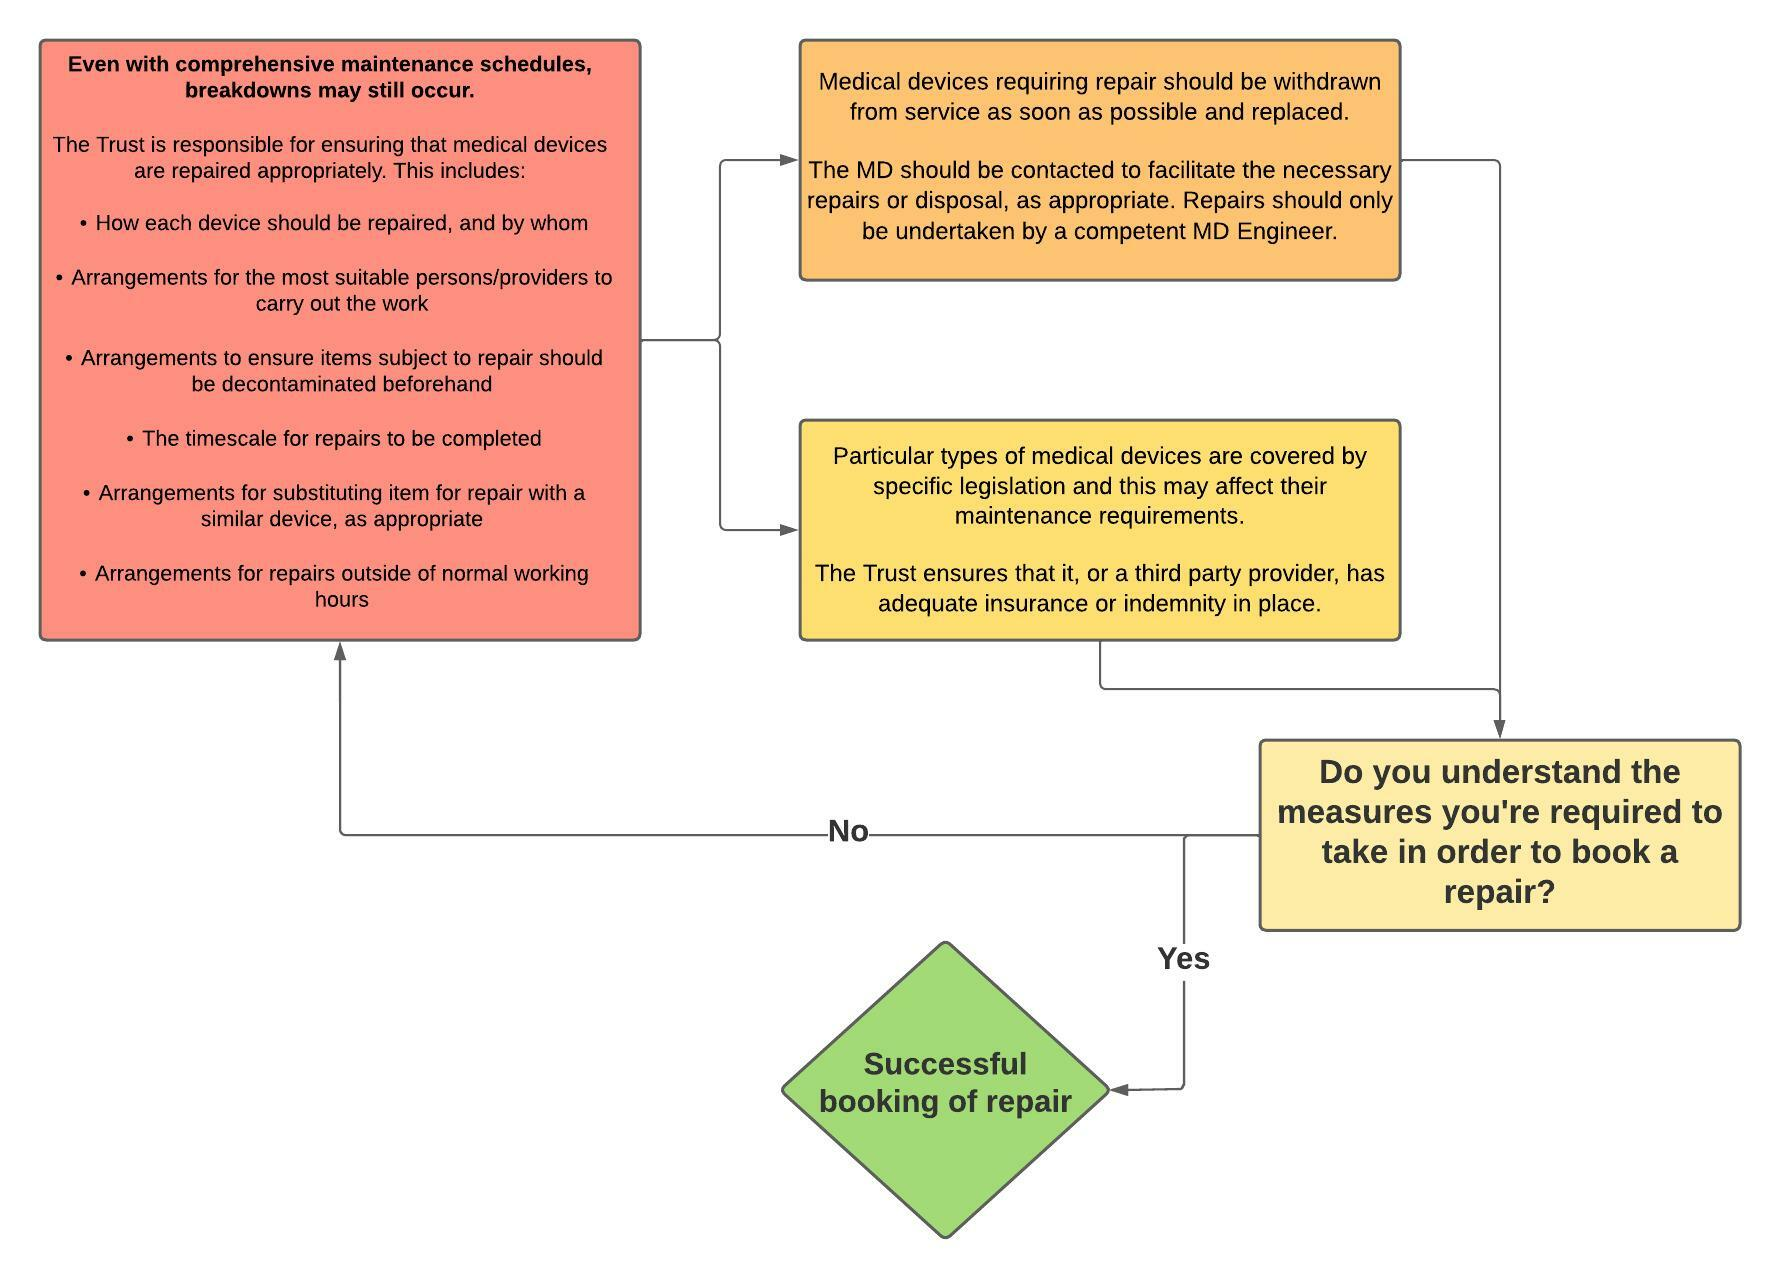 Even with comprehensive maintenance schedules,
breakdowns may still occur.
The Trust is responsible for ensuring that medical devices
are repaired appropriately. This includes:
• How each device should be repaired, and by whom
• Arrangements for the most suitable persons/providers to
carry out the work
• Arrangements to ensure items subject to repair should
be decontaminated beforehand
• The timescale for repairs to be completed
• Arrangements for substituting item for repair with a
similar device, as appropriate
• Arrangements for repairs outside of normal working
hours
Medical devices requiring repair should be withdrawn
from service as soon as possible and replaced.
The MD should be contacted to facilitate the necessary
repairs or disposal, as appropriate. Repairs should only
be undertaken by a competent MD Engineer.
Particular types of medical devices are covered by
specific legislation and this may affect their
maintenance requirements.
The Trust ensures that it, or a third party provider, has
adequate insurance or indemnity in place.
Do you understand the
measures you're required to
take in order to book a
repair?
No
Yes
Successful
booking of repair